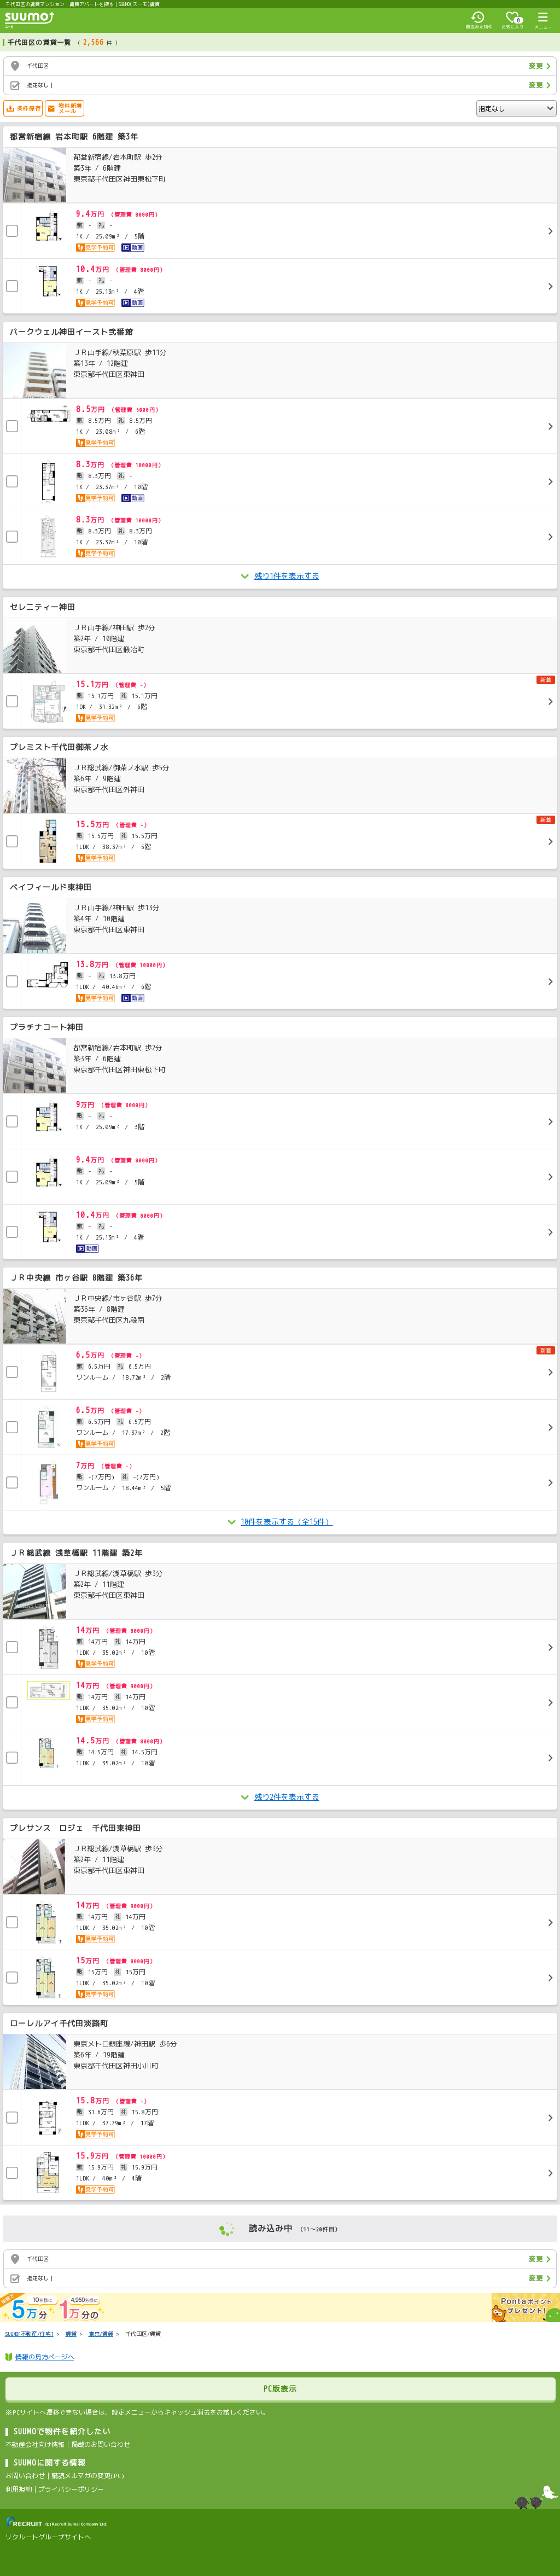 千代田区の賃貸マンション・賃貸アパートを探す | SUUMO(スーモ)賃貸
SUUMO
スーモ
最近みた物件
お気に入り
0
メニュー
千代田区の賃貸一覧 ( 2,566 件 )
千代田区 変更
指定なし | 変更
条件保存
物件新着メール
指定なし
都営新宿線 岩本町駅 6階建 築3年
都営新宿線/岩本町駅 歩2分
築3年 / 6階建
東京都千代田区神田東松下町
9.4万円 (管理費 8000円)
敷 - 礼 -
1K / 25.09m² / 5階
見学予約可 動画
10.4万円 (管理費 8000円)
敷 - 礼 -
1K / 25.13m² / 4階
見学予約可 動画
パークウェル神田イースト弐番館
ＪＲ山手線/秋葉原駅 歩11分
築13年 / 12階建
東京都千代田区東神田
8.5万円 (管理費 5000円)
敷 8.5万円 礼 8.5万円
1K / 23.08m² / 6階
見学予約可
8.3万円 (管理費 10000円)
敷 8.3万円 礼 -
1K / 23.37m² / 10階
見学予約可 動画
8.3万円 (管理費 10000円)
敷 8.3万円 礼 8.3万円
1K / 23.37m² / 10階
見学予約可
残り1件を表示する
セレニティー神田
ＪＲ山手線/神田駅 歩2分
築2年 / 10階建
東京都千代田区鍛冶町
新着
15.1万円 (管理費 -)
敷 15.1万円 礼 15.1万円
1DK / 31.32m² / 6階
見学予約可
プレミスト千代田御茶ノ水
ＪＲ総武線/御茶ノ水駅 歩5分
築6年 / 9階建
東京都千代田区外神田
新着
15.5万円 (管理費 -)
敷 15.5万円 礼 15.5万円
1LDK / 38.37m² / 5階
見学予約可
ベイフィールド東神田
ＪＲ山手線/神田駅 歩13分
築4年 / 10階建
東京都千代田区東神田
13.8万円 (管理費 10000円)
敷 - 礼 13.8万円
1LDK / 40.46m² / 6階
見学予約可 動画
プラチナコート神田
都営新宿線/岩本町駅 歩2分
築3年 / 6階建
東京都千代田区神田東松下町
9万円 (管理費 8000円)
敷 - 礼 -
1K / 25.09m² / 3階
9.4万円 (管理費 8000円)
敷 - 礼 -
1K / 25.09m² / 5階
10.4万円 (管理費 8000円)
敷 - 礼 -
1K / 25.13m² / 4階
動画
ＪＲ中央線 市ヶ谷駅 8階建 築36年
ＪＲ中央線/市ヶ谷駅 歩7分
築36年 / 8階建
東京都千代田区九段南
新着
6.5万円 (管理費 -)
敷 6.5万円 礼 6.5万円
ワンルーム / 18.72m² / 2階
6.5万円 (管理費 -)
敷 6.5万円 礼 6.5万円
ワンルーム / 17.37m² / 2階
見学予約可
7万円 (管理費 -)
敷 -(7万円) 礼 -(7万円)
ワンルーム / 18.44m² / 5階
10件を表示する（全15件）
ＪＲ総武線 浅草橋駅 11階建 築2年
ＪＲ総武線/浅草橋駅 歩3分
築2年 / 11階建
東京都千代田区東神田
14万円 (管理費 8000円)
敷 14万円 礼 14万円
1LDK / 35.02m² / 10階
見学予約可
14万円 (管理費 8000円)
敷 14万円 礼 14万円
1LDK / 35.02m² / 10階
見学予約可
14.5万円 (管理費 8000円)
敷 14.5万円 礼 14.5万円
1LDK / 35.02m² / 10階
残り2件を表示する
プレサンス　ロジェ　千代田東神田
ＪＲ総武線/浅草橋駅 歩3分
築2年 / 11階建
東京都千代田区東神田
14万円 (管理費 8000円)
敷 14万円 礼 14万円
1LDK / 35.02m² / 10階
見学予約可
15万円 (管理費 8000円)
敷 15万円 礼 15万円
1LDK / 35.02m² / 10階
見学予約可
ローレルアイ千代田淡路町
東京メトロ銀座線/神田駅 歩6分
築6年 / 19階建
東京都千代田区神田小川町
15.8万円 (管理費 -)
敷 31.6万円 礼 15.8万円
1LDK / 37.79m² / 17階
見学予約可
15.9万円 (管理費 10000円)
敷 15.9万円 礼 15.9万円
1LDK / 40m² / 4階
見学予約可
読み込み中 (11～20件目)
千代田区 変更
指定なし | 変更
10名様に
5万分
4,950名様に
1万分の
Pontaポイント
プレゼント!
SUUMO[不動産/住宅] > 賃貸 > 東京/賃貸 > 千代田区/賃貸
情報の見方ページへ
PC版表示
※PCサイトへ遷移できない場合は、設定メニューからキャッシュ消去をお試しください。
SUUMOで物件を紹介したい
不動産会社向け情報 | 掲載のお問い合わせ
SUUMOに関する情報
お問い合わせ | 購読メルマガの変更(PC)
利用規約 | プライバシーポリシー
RECRUIT (C)Recruit Sumai Company Ltd.
リクルートグループサイトへ